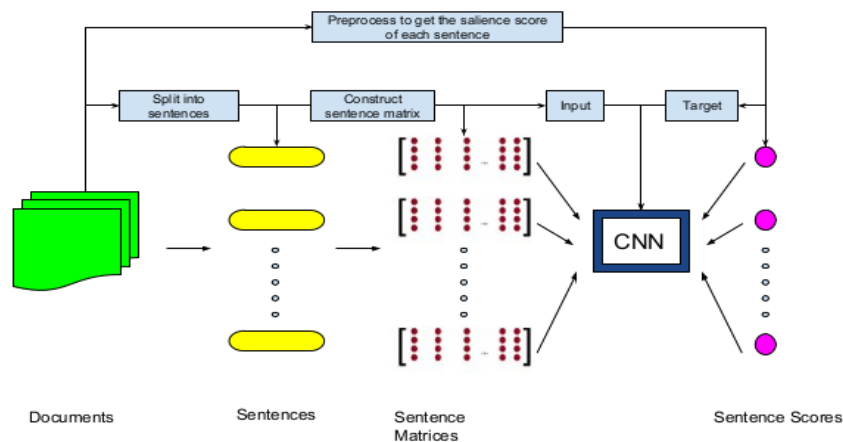 Preprocess to get the salience score
of each sentence
Split into
sentences
Construct
sentence matrix
Input
Target
CNN
Documents
Sentences
Sentence
Matrices
Sentence Scores